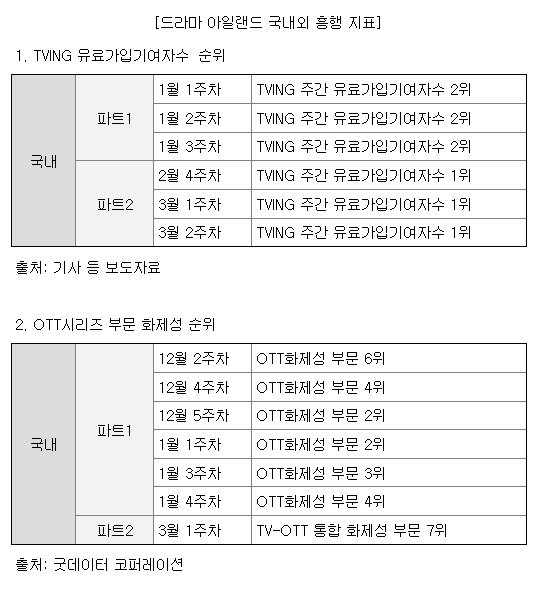 [드라마 아일랜드 국내외 흥행 지표]
1. TVING 유료가입기여자수 순위
국내
파트1
1월 1주차 TVING 주간 유료가입기여자수 2위
1월 2주차 TVING 주간 유료가입기여자수 2위
1월 3주차 TVING 주간 유료가입기여자수 2위
파트2
2월 4주차 TVING 주간 유료가입기여자수 1위
3월 1주차 TVING 주간 유료가입기여자수 1위
3월 2주차 TVING 주간 유료가입기여자수 1위
출처: 기사 등 보도자료
2. OTT시리즈 부문 화제성 순위
국내
파트1
12월 2주차 OTT화제성 부문 6위
12월 4주차 OTT화제성 부문 4위
12월 5주차 OTT화제성 부문 2위
1월 1주차 OTT화제성 부문 2위
1월 3주차 OTT화제성 부문 3위
1월 4주차 OTT화제성 부문 4위
파트2
3월 1주차 TV-OTT 통합 화제성 부문 7위
출처: 굿데이터 코퍼레이션